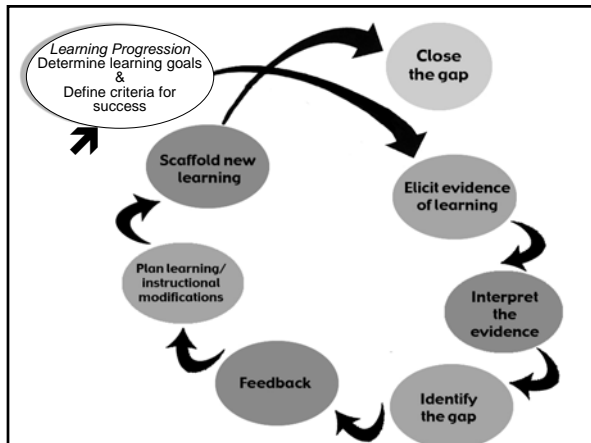 Learning Progression
Determine learning goals
&
Define criteria for
success
Close
the gap
Scaffold new
learning
Elicit evidence
of learning
Plan learning/
instructional
modifications
Interpret
the
evidence
Feedback
Identify
the gap